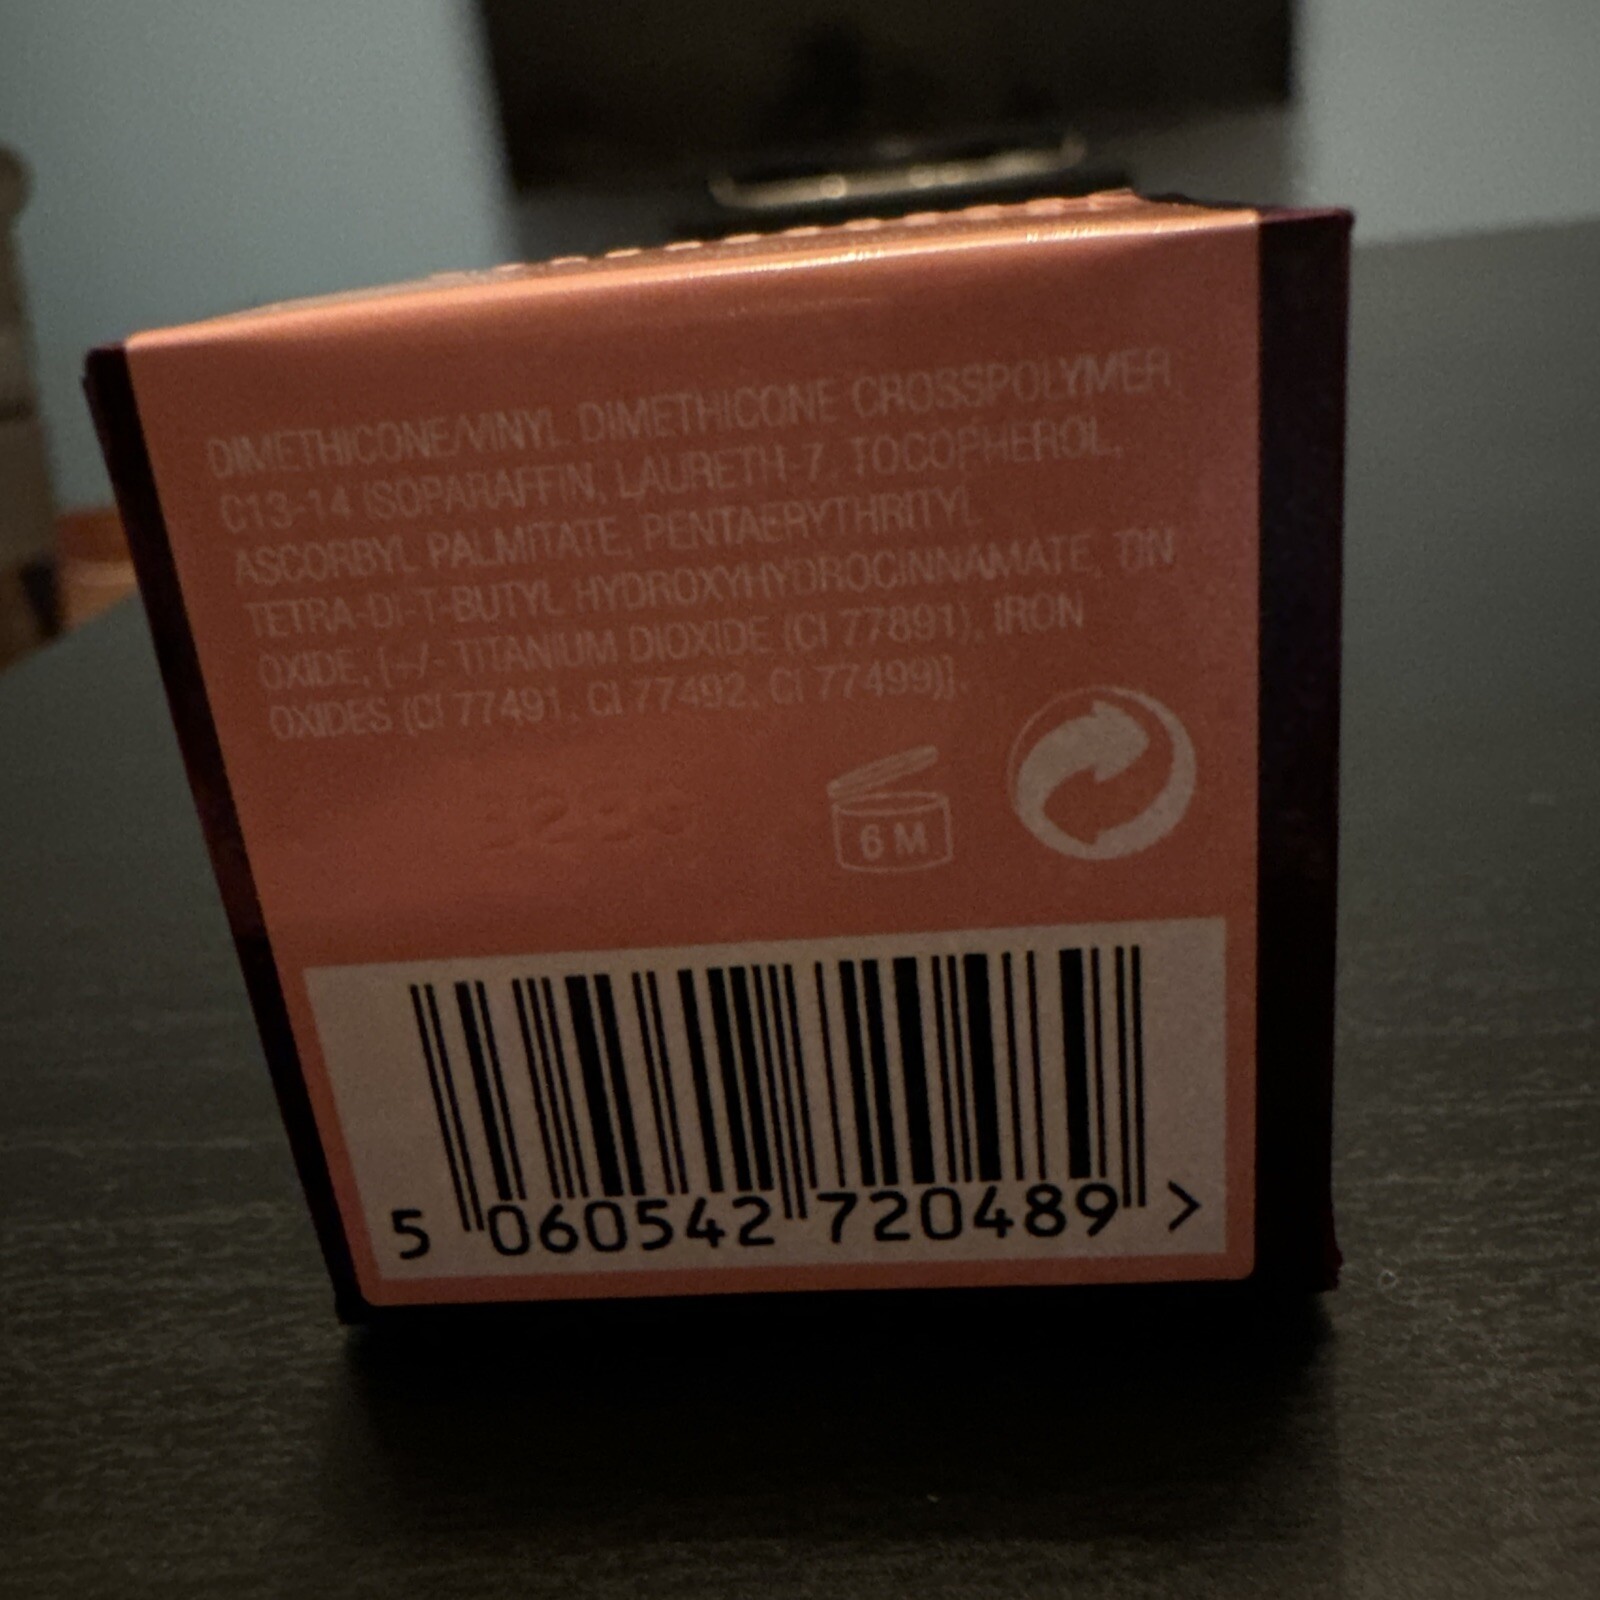 DIMETHICONE/VINYL DIMETHICONE CROSSPOLYMER,
C13-14 ISOPARAFFIN, LAURETH-7, TOCOPHEROL,
ASCORBYL PALMITATE, PENTAERYTHRITYL
TETRA-DI-T-BUTYL HYDROXYHYDROCINNAMATE, TIN
OXIDE, [+/- TITANIUM DIOXIDE (CI 77891), IRON
OXIDES (CI 77491, CI 77492, CI 77499)].
6 M
5 060542 720489 >